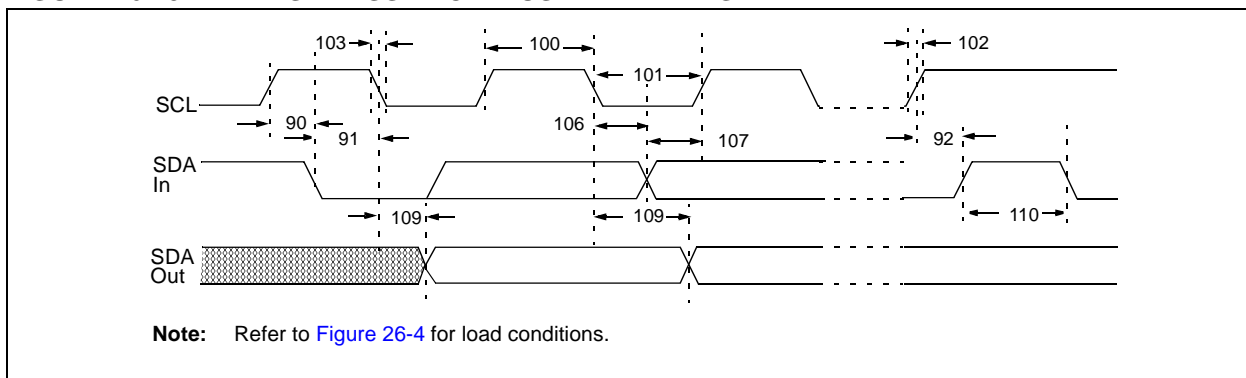 103
100
102
101
SCL
90
91
106
107
92
SDA
In
109
109
110
SDA
Out
Note: Refer to Figure 26-4 for load conditions.